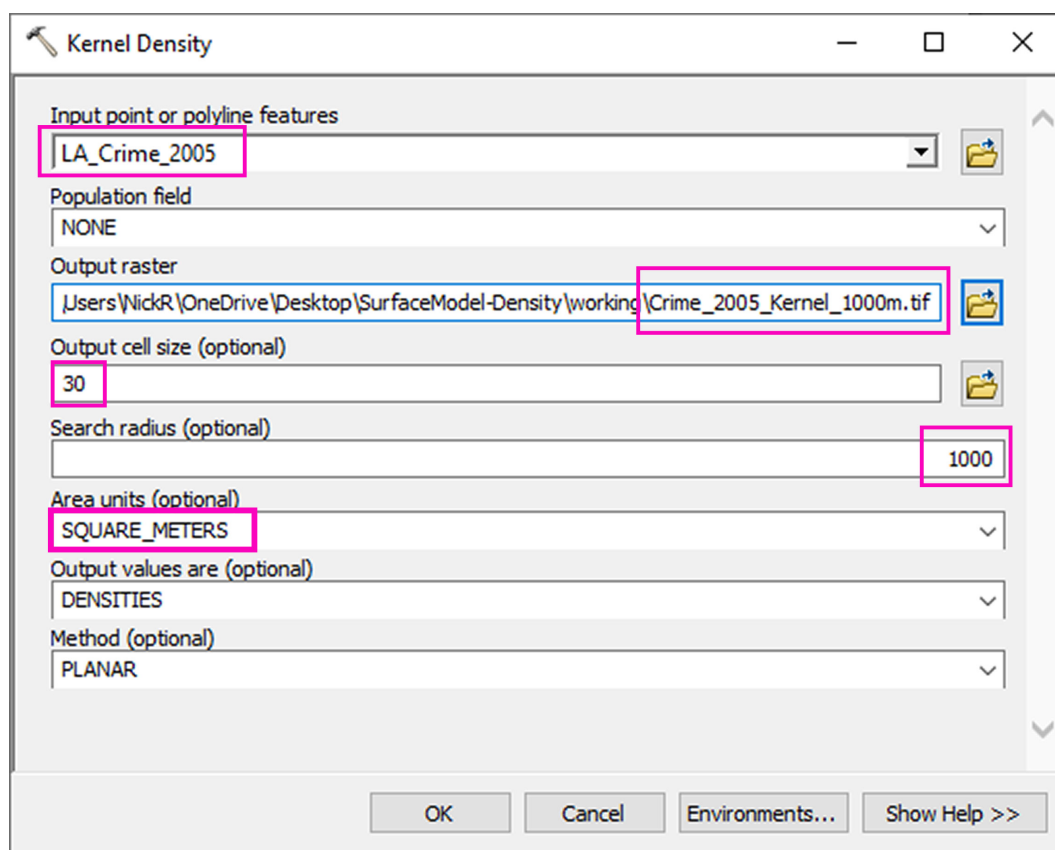 Kernel Density
Input point or polyline features
LA_Crime_2005
Population field
NONE
Output raster
Users\NickR\OneDrive\Desktop\SurfaceModel-Density\working\Crime_2005_Kernel_1000m.tif
Output cell size (optional)
30
Search radius (optional)
1000
Area units (optional)
SQUARE_METERS
Output values are (optional)
DENSITIES
Method (optional)
PLANAR
OK Cancel Environments... Show Help >>